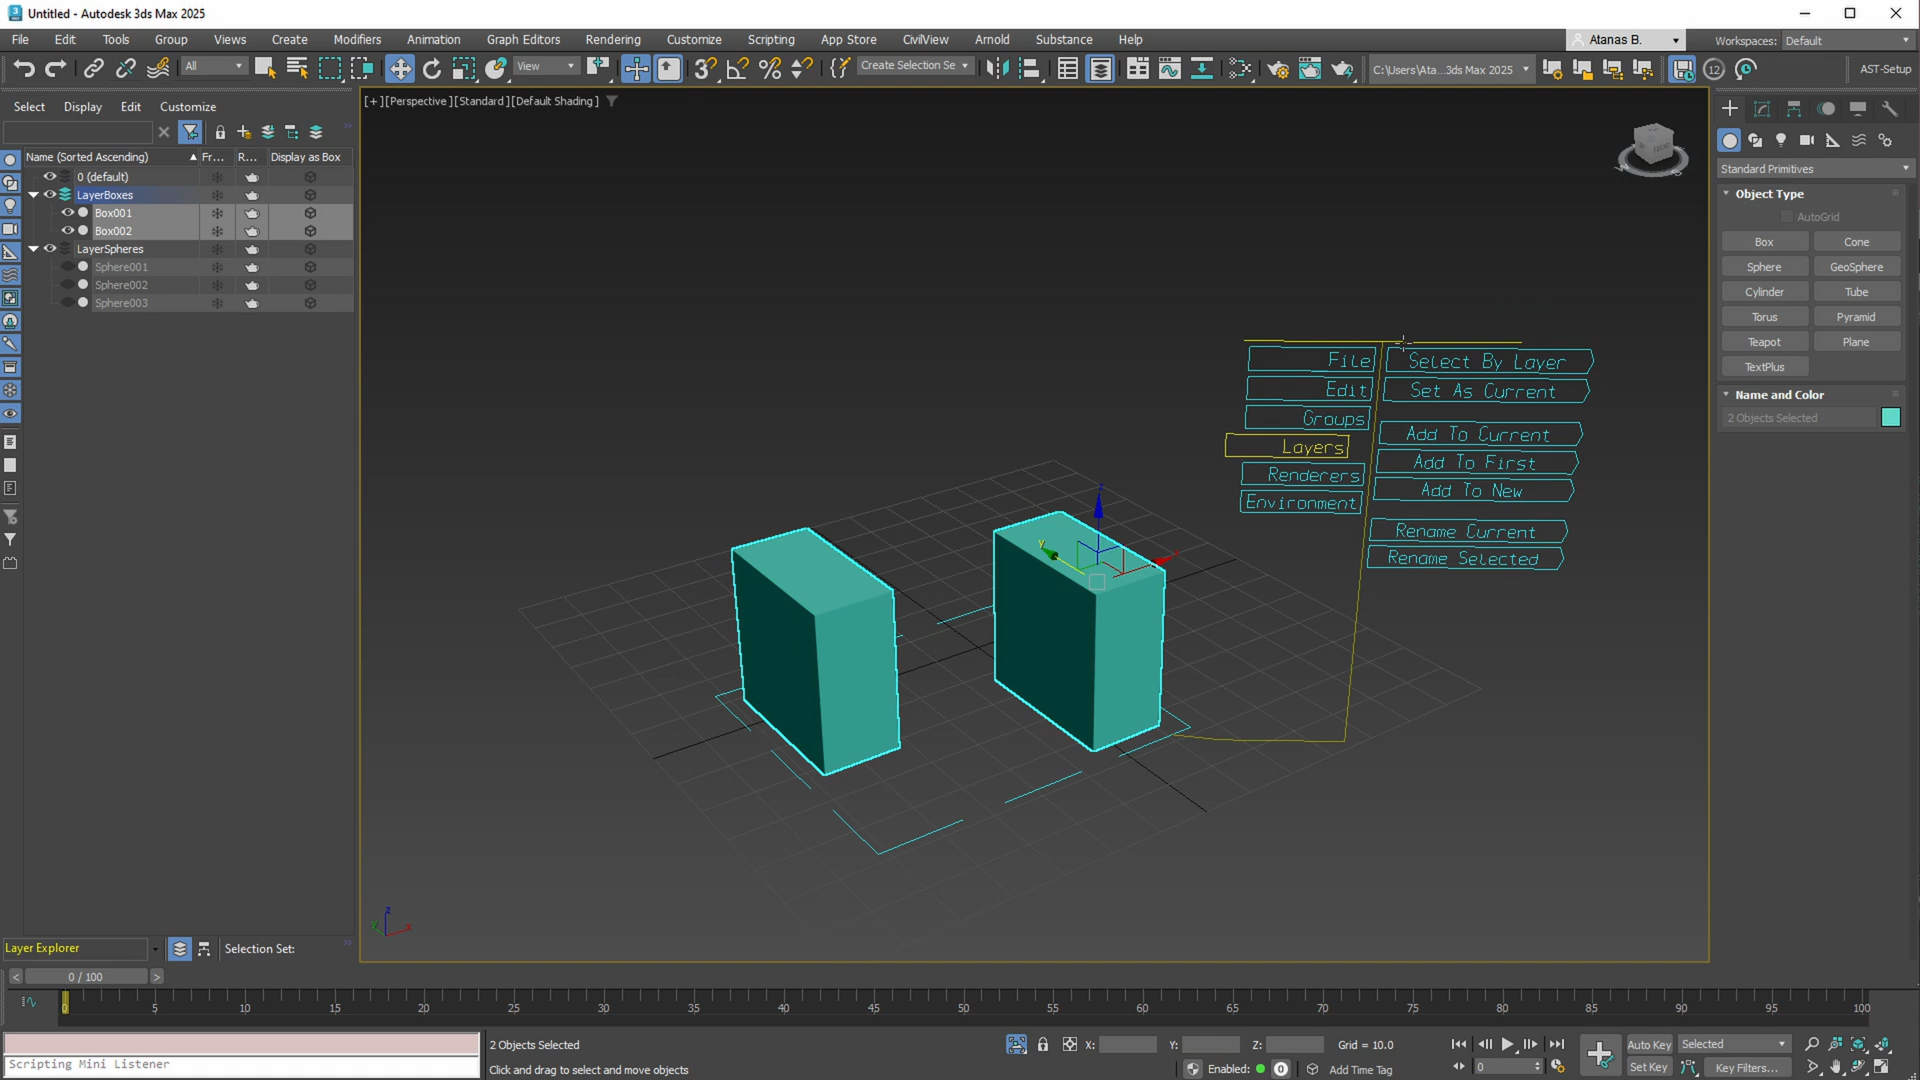 Untitled - Autodesk 3ds Max 2025
File Edit Tools Group Views Create Modifiers Animation Graph Editors Rendering Customize Scripting App Store CivilView Arnold Substance Help
Atanas B.
Workspaces: Default
All
View
Create Selection Se
C:\Users\Ata...3ds Max 2025
12
AST-Setup
Select Display Edit Customize
Name (Sorted Ascending) Fr... R... Display as Box
0 (default)
LayerBoxes
Box001
Box002
LayerSpheres
Sphere001
Sphere002
Sphere003
[+][Perspective][Standard][Default Shading]
File
Edit
Groups
Layers
Renderers
Environment
Select By Layer
Set As Current
Add To Current
Add To First
Add To New
Rename Current
Rename Selected
z
y
z
x
Standard Primitives
Object Type
AutoGrid
Box Cone
Sphere GeoSphere
Cylinder Tube
Torus Pyramid
Teapot Plane
TextPlus
Name and Color
2 Objects Selected
Layer Explorer
Selection Set:
< 0 / 100 >
0 5 10 15 20 25 30 35 40 45 50 55 60 65 70 75 80 85 90 95 100
Scripting Mini Listener
2 Objects Selected
Click and drag to select and move objects
X: Y: Z: Grid = 10.0
Enabled: 0 Add Time Tag
0
Auto Key Selected
Set Key Key Filters...